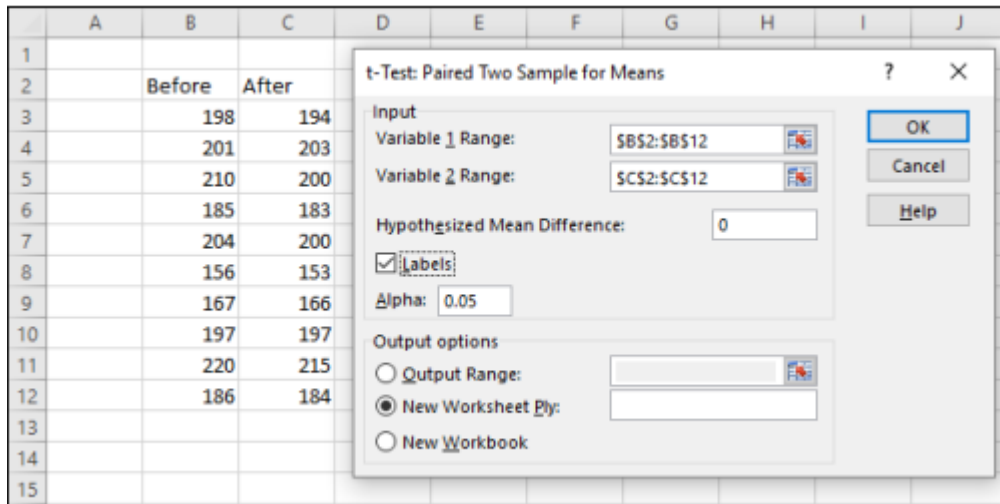 A B C D E F G H I J
1
2 Before After
3 198 194
4 201 203
5 210 200
6 185 183
7 204 200
8 156 153
9 167 166
10 197 197
11 220 215
12 186 184
13
14
15
t-Test: Paired Two Sample for Means ? ×
Input
Variable 1 Range: $B$2:$B$12
Variable 2 Range: $C$2:$C$12
Hypothesized Mean Difference: 0
Labels
Alpha: 0.05
Output options
Output Range:
New Worksheet Ply:
New Workbook
OK
Cancel
Help